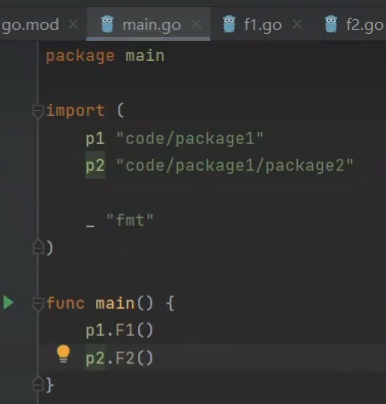 go.mod × main.go × f1.go × f2.go
package main
import (
p1 "code/package1"
p2 "code/package1/package2"
_ "fmt"
)
func main() {
p1.F1()
p2.F2()
}